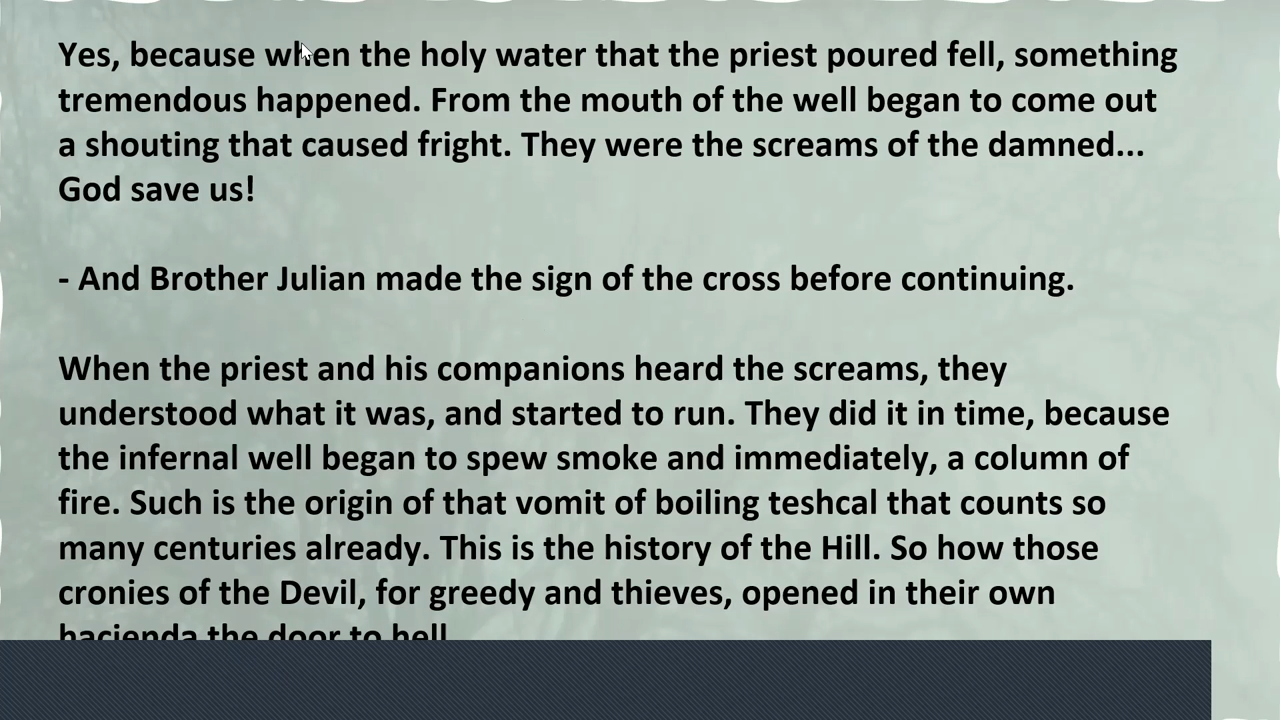 Yes, because when the holy water that the priest poured fell, something
tremendous happened. From the mouth of the well began to come out
a shouting that caused fright. They were the screams of the damned...
God save us!
- And Brother Julian made the sign of the cross before continuing.
When the priest and his companions heard the screams, they
understood what it was, and started to run. They did it in time, because
the infernal well began to spew smoke and immediately, a column of
fire. Such is the origin of that vomit of boiling teshcal that counts so
many centuries already. This is the history of the Hill. So how those
cronies of the Devil, for greedy and thieves, opened in their own
hacienda the door to hell